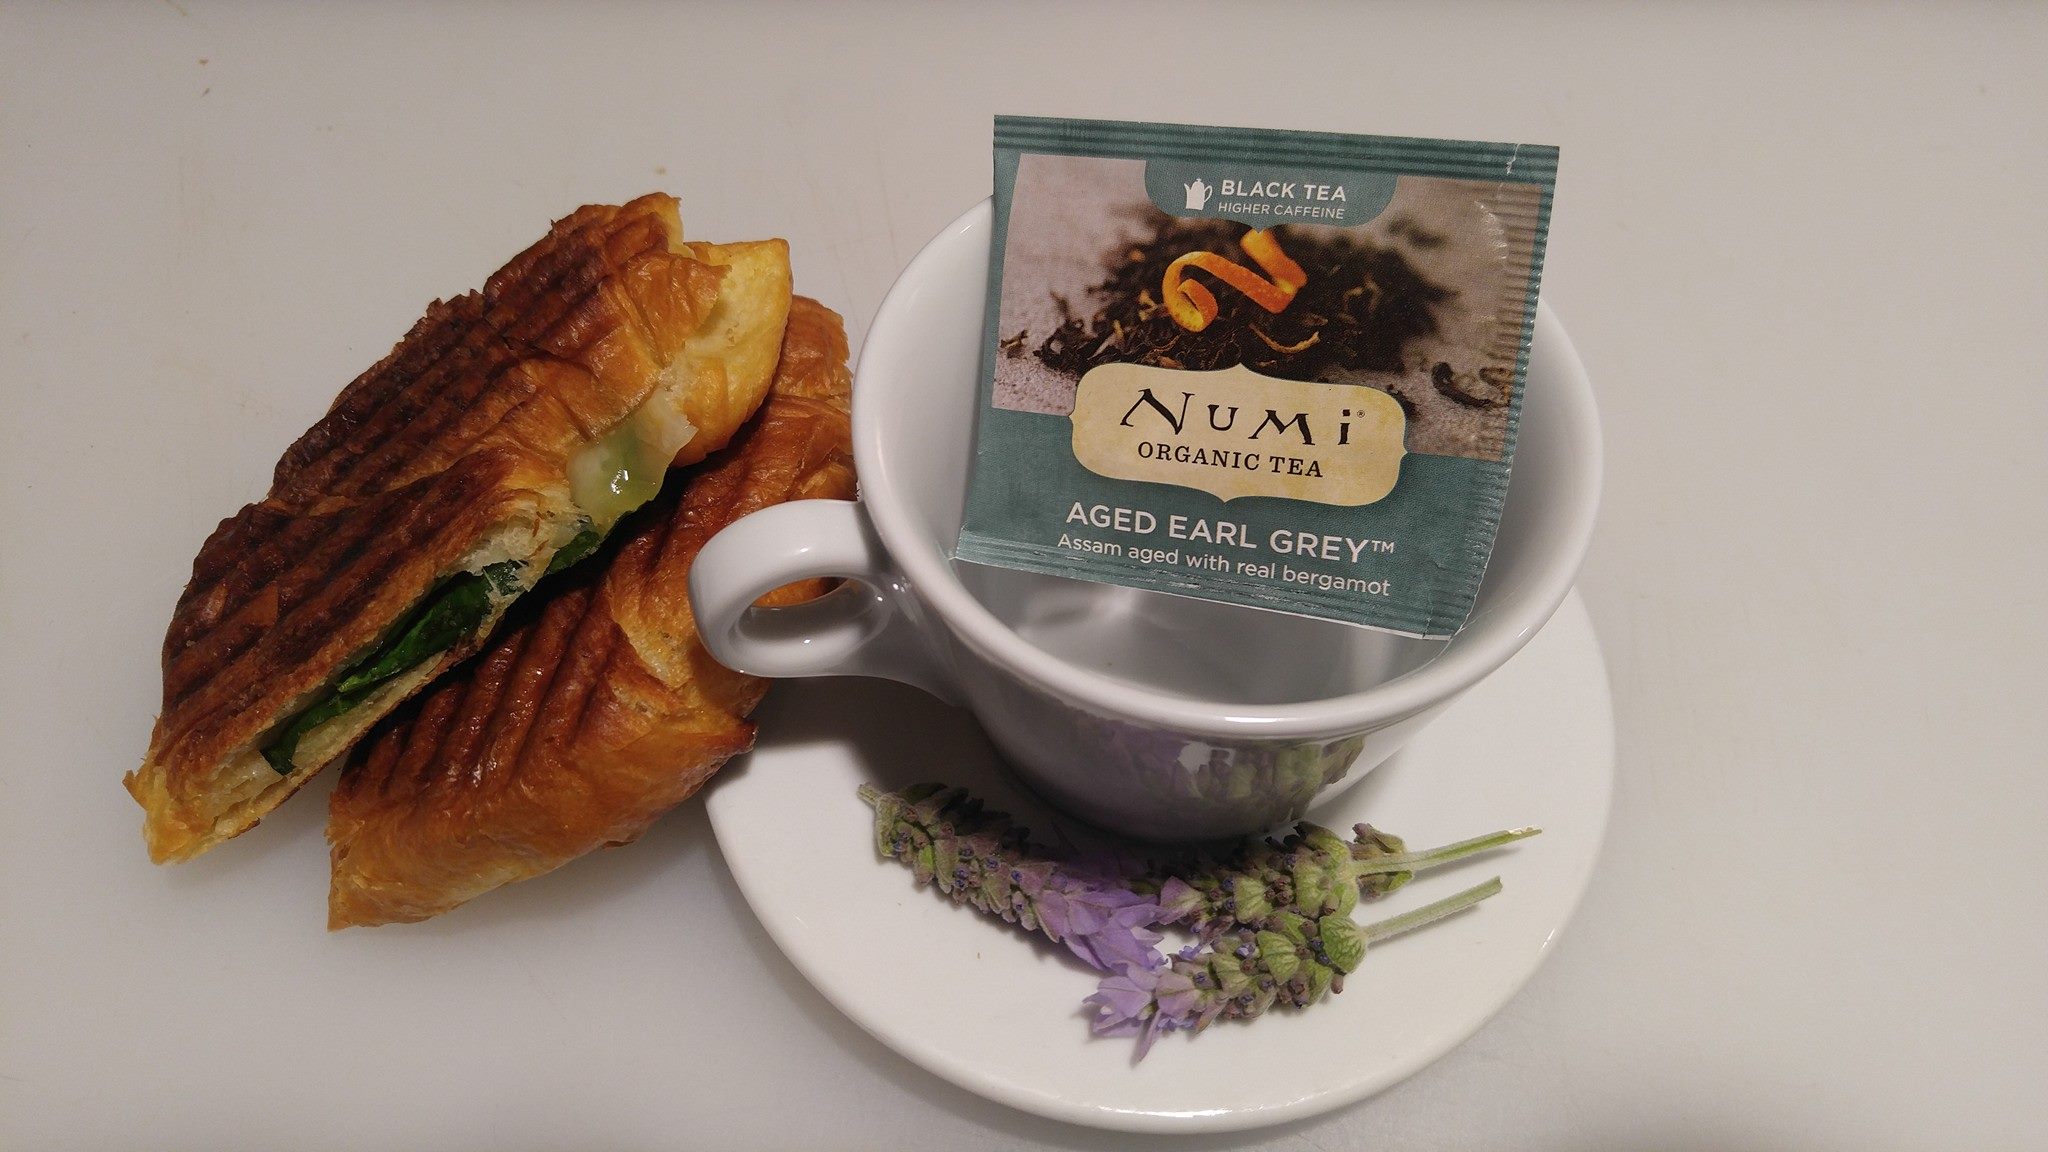 BLACK TEA
HIGHER CAFFEINE
NUMi®
ORGANIC TEA
AGED EARL GREY™
Assam aged with real bergamot